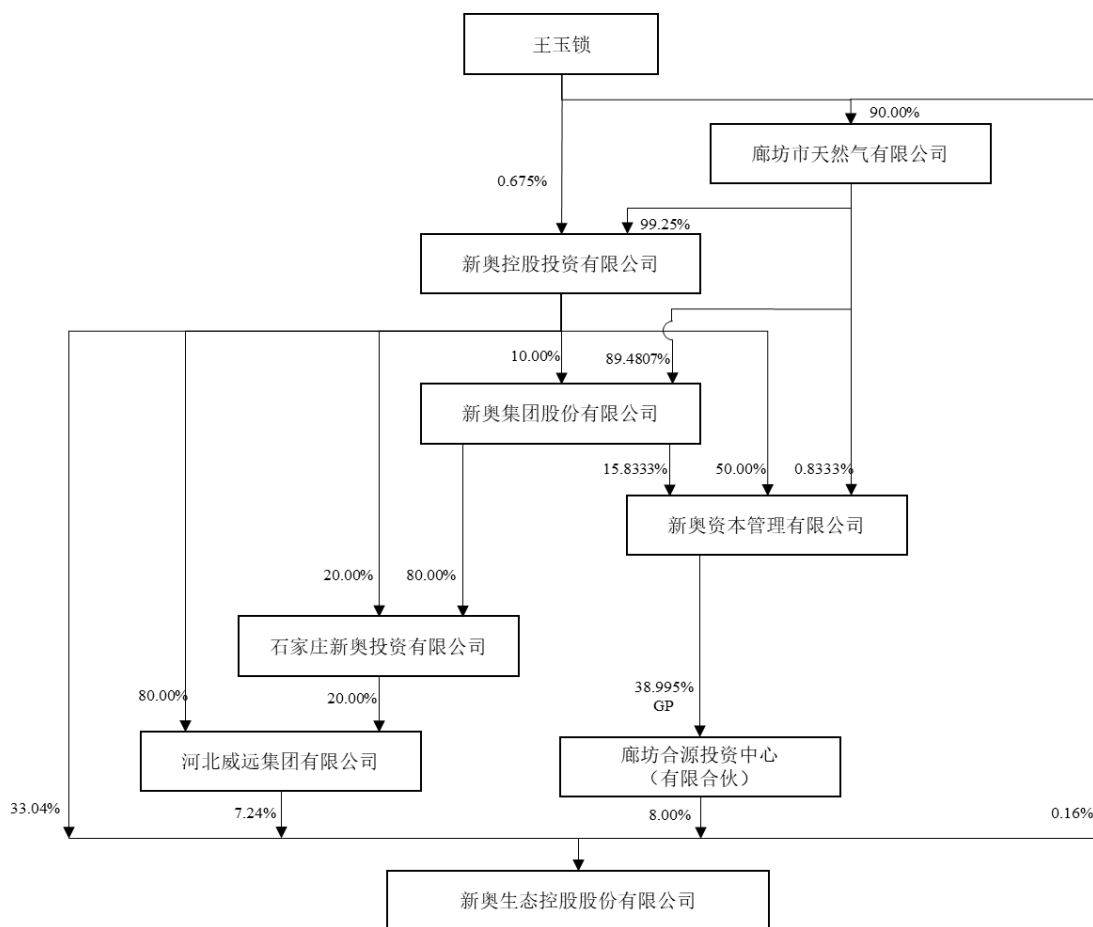 王玉锁
90.00%
廊坊市天然气有限公司
0.675%
99.25%
新奥控股投资有限公司
10.00%
89.4807%
新奥集团股份有限公司
15.8333%
50.00%
0.8333%
新奥资本管理有限公司
20.00%
80.00%
石家庄新奥投资有限公司
38.995%
GP
80.00%
20.00%
河北威远集团有限公司
廊坊合源投资中心
（有限合伙）
33.04%
7.24%
8.00%
0.16%
新奥生态控股股份有限公司